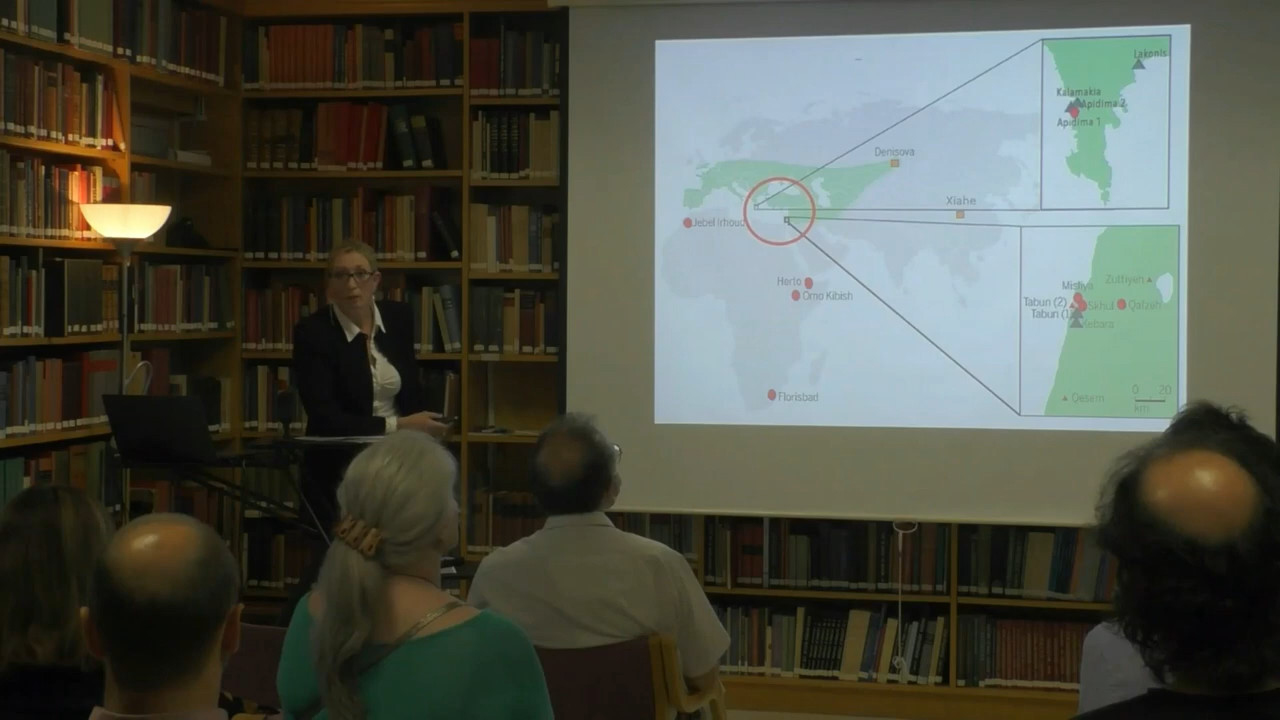 Lakonis
Kalamakia
Apidima 2
Apidima 1
Denisova
Xiahe
Jebel Irhoud
Herto
Omo Kibish
Florisbad
Zuttiyeh
Misliya
Tabun (2)
Skhul
Qafzeh
Tabun (1)
Kebara
Qesem
0 20
km